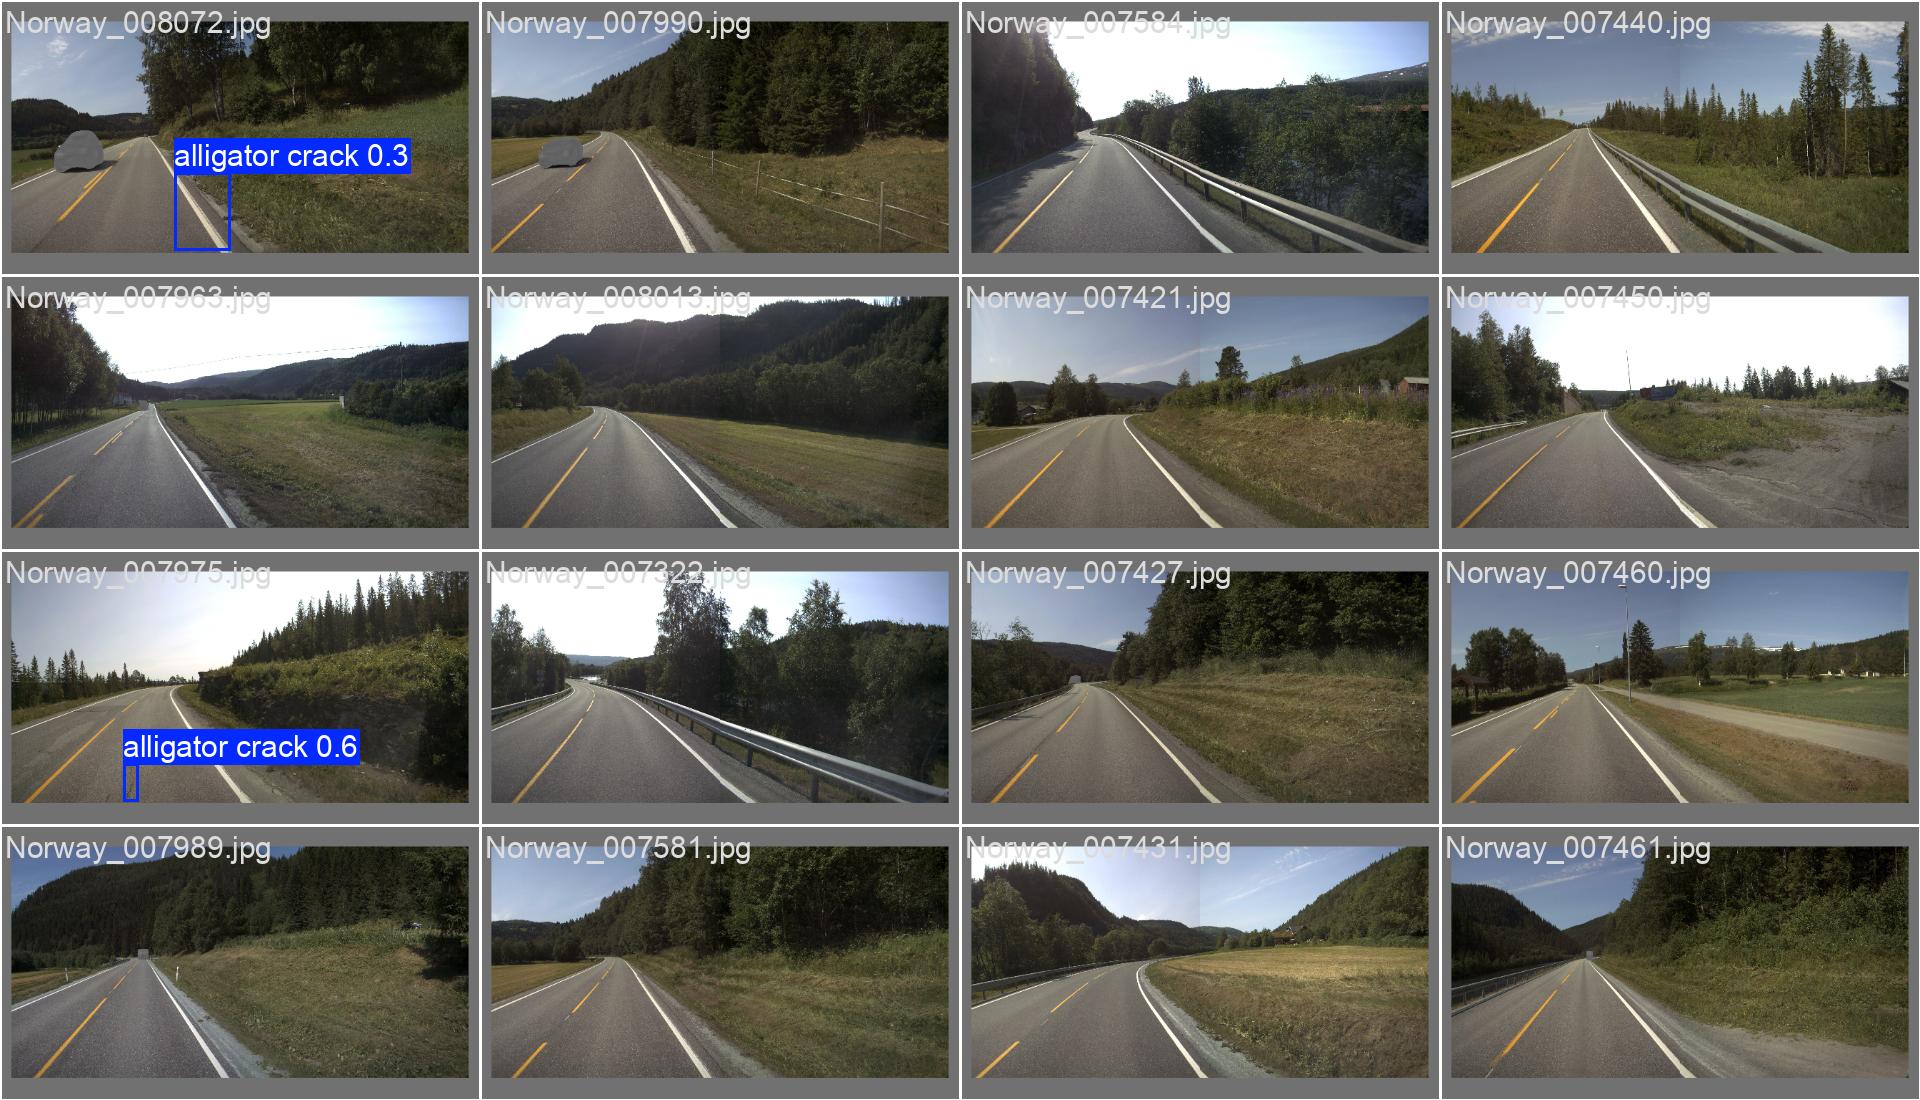 Norway_008072.jpg
Norway_007990.jpg
Norway_007584.jpg
Norway_007440.jpg
alligator crack 0.3
Norway_007963.jpg
Norway_008013.jpg
Norway_007421.jpg
Norway_007450.jpg
Norway_007975.jpg
Norway_007322.jpg
Norway_007427.jpg
Norway_007460.jpg
alligator crack 0.6
Norway_007989.jpg
Norway_007581.jpg
Norway_007431.jpg
Norway_007461.jpg